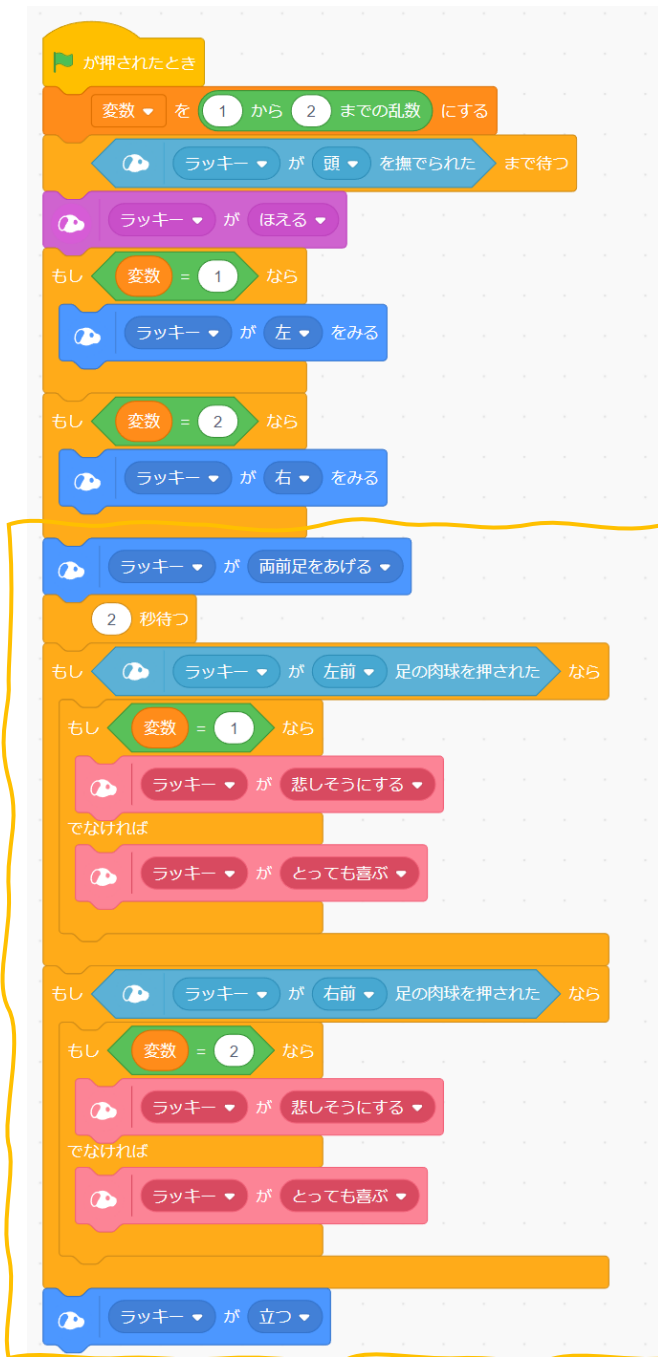 が押されたとき
変数 を 1 から 2 までの乱数 にする
ラッキー が 頭 を撫でられた まで待つ
ラッキー が ほえる
もし 変数 = 1 なら
ラッキー が 左 をみる
もし 変数 = 2 なら
ラッキー が 右 をみる
ラッキー が 両前足をあげる
2 秒待つ
もし ラッキー が 左前 足の肉球を押された なら
もし 変数 = 1 なら
ラッキー が 悲しそうにする
でなければ
ラッキー が とっても喜ぶ
もし ラッキー が 右前 足の肉球を押された なら
もし 変数 = 2 なら
ラッキー が 悲しそうにする
でなければ
ラッキー が とっても喜ぶ
ラッキー が 立つ